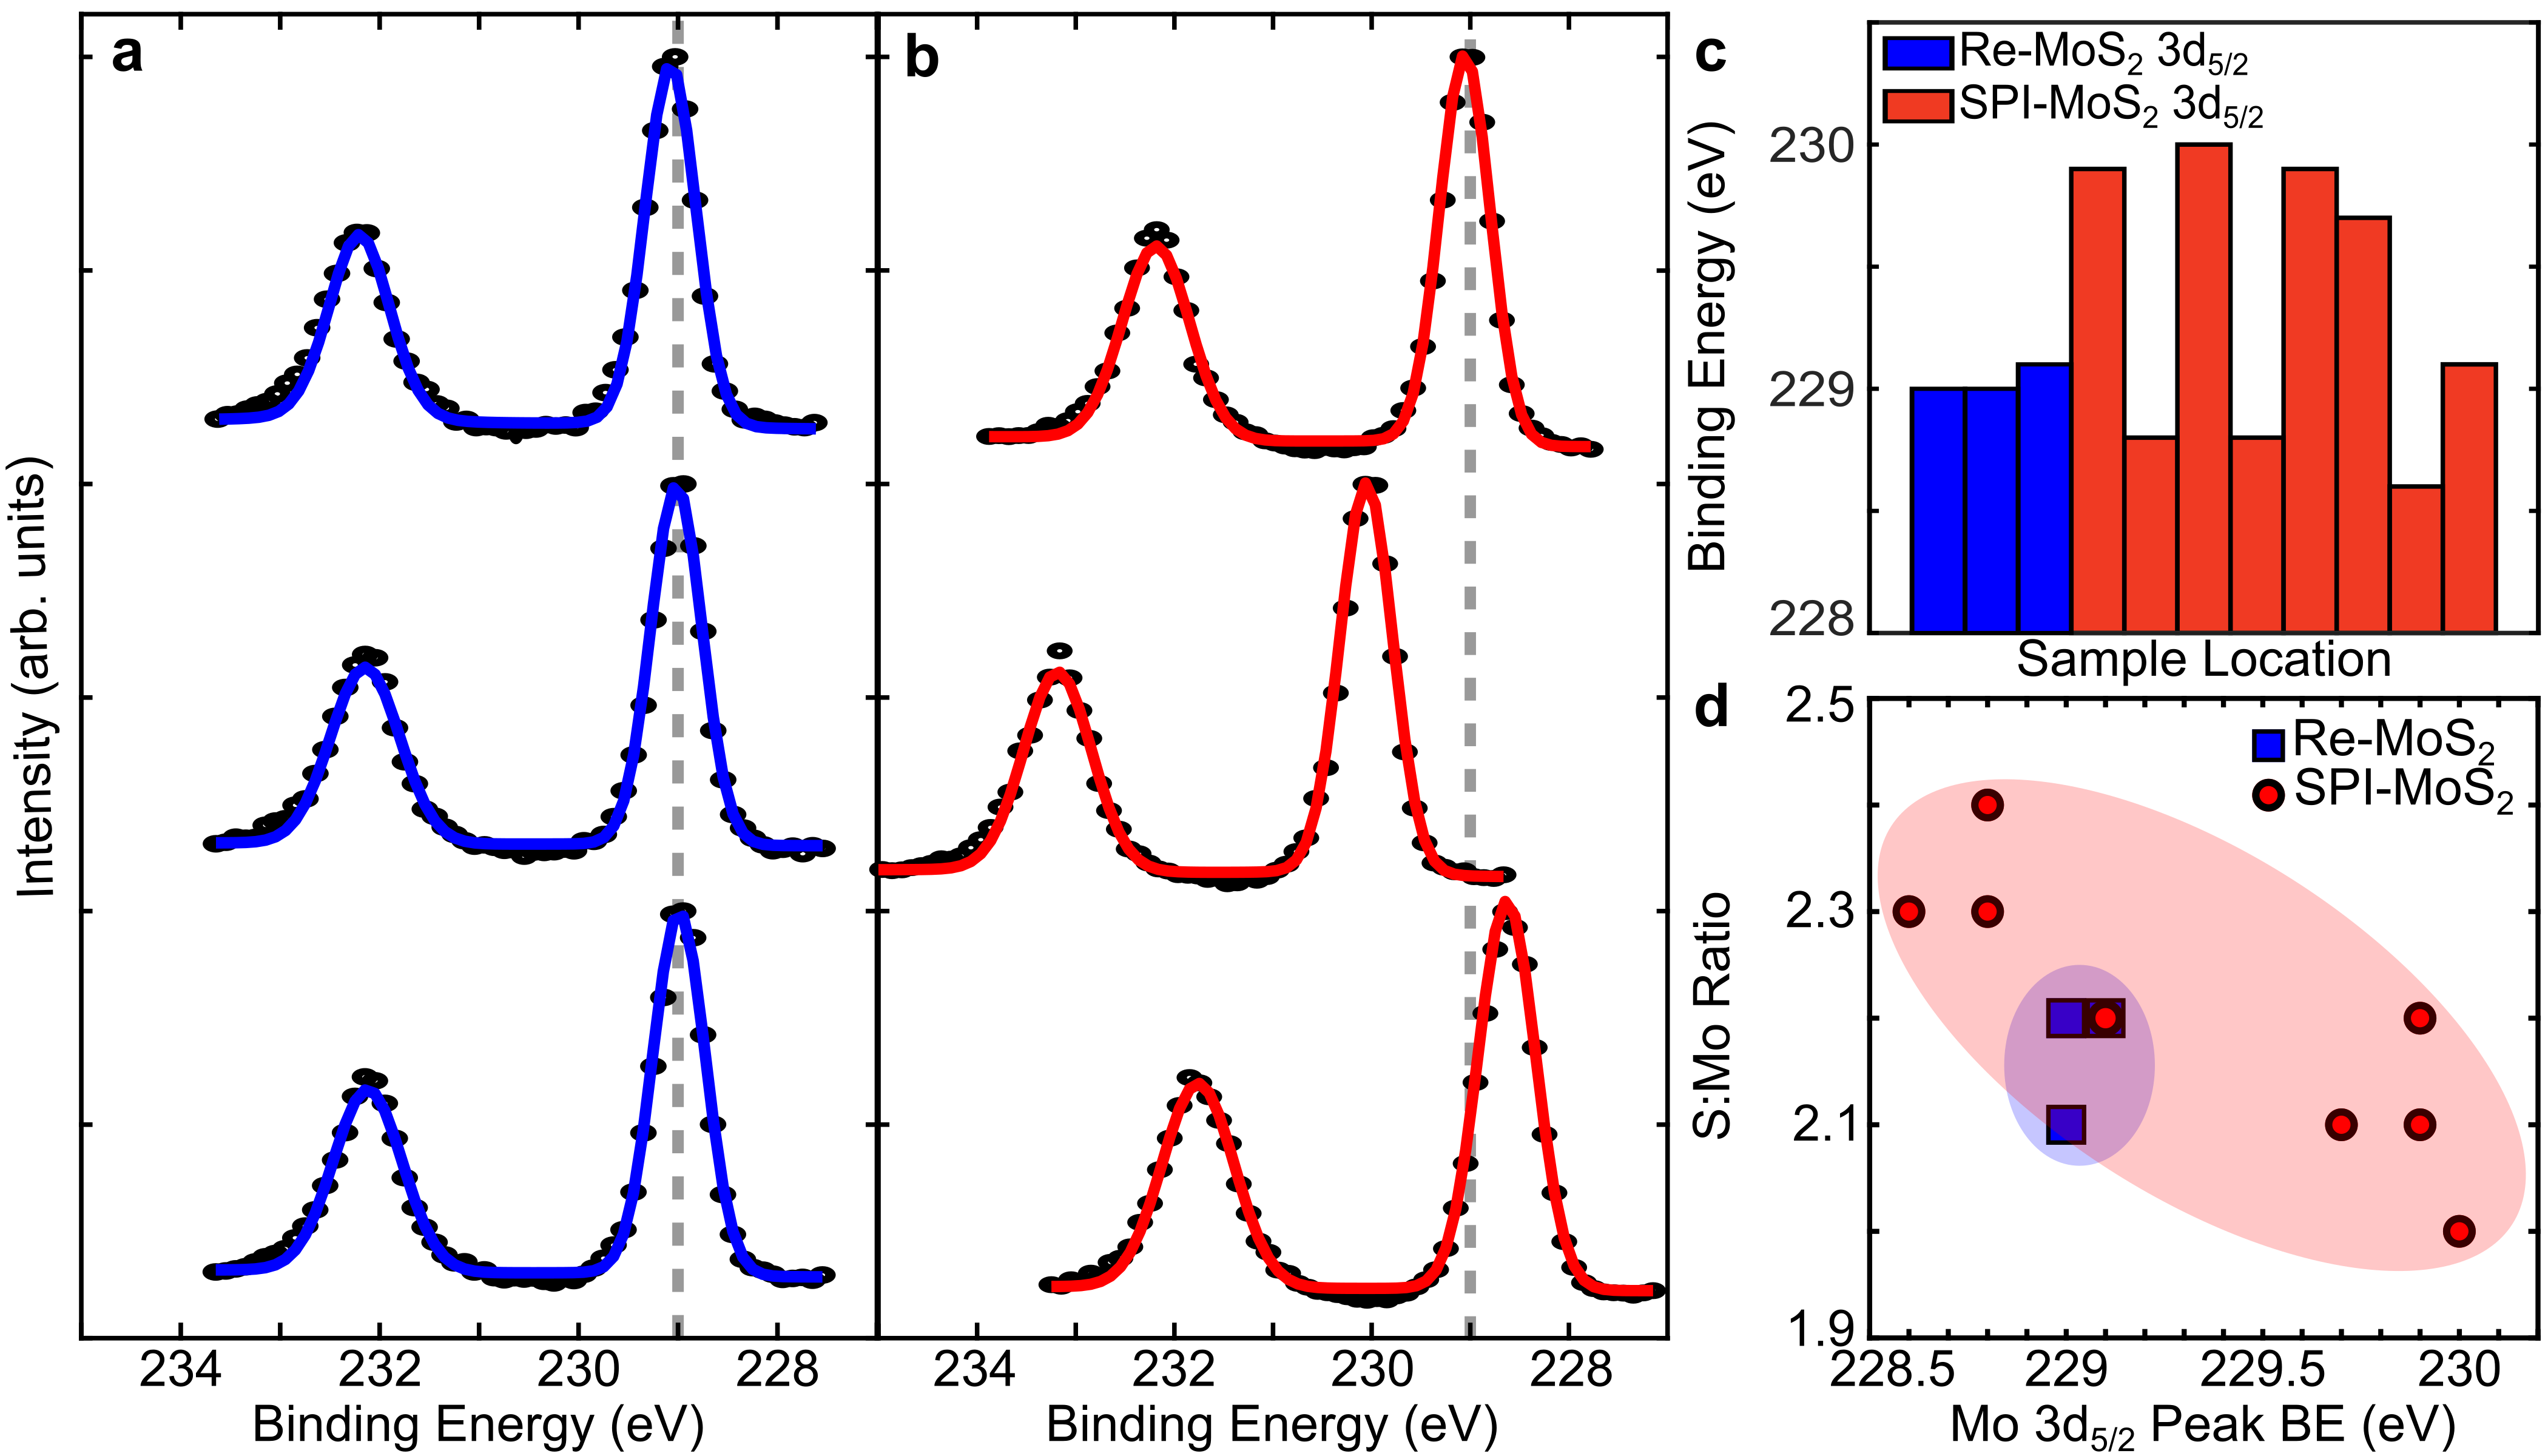 a
b
c
d
Intensity (arb. units)
234 232 230 228
Binding Energy (eV)
234 232 230 228
Binding Energy (eV)
Re-MoS2 3d5/2
SPI-MoS2 3d5/2
Binding Energy (eV)
230
229
228
Sample Location
Re-MoS2
SPI-MoS2
S:Mo Ratio
2.5
2.3
2.1
1.9
228.5 229 229.5 230
Mo 3d5/2 Peak BE (eV)